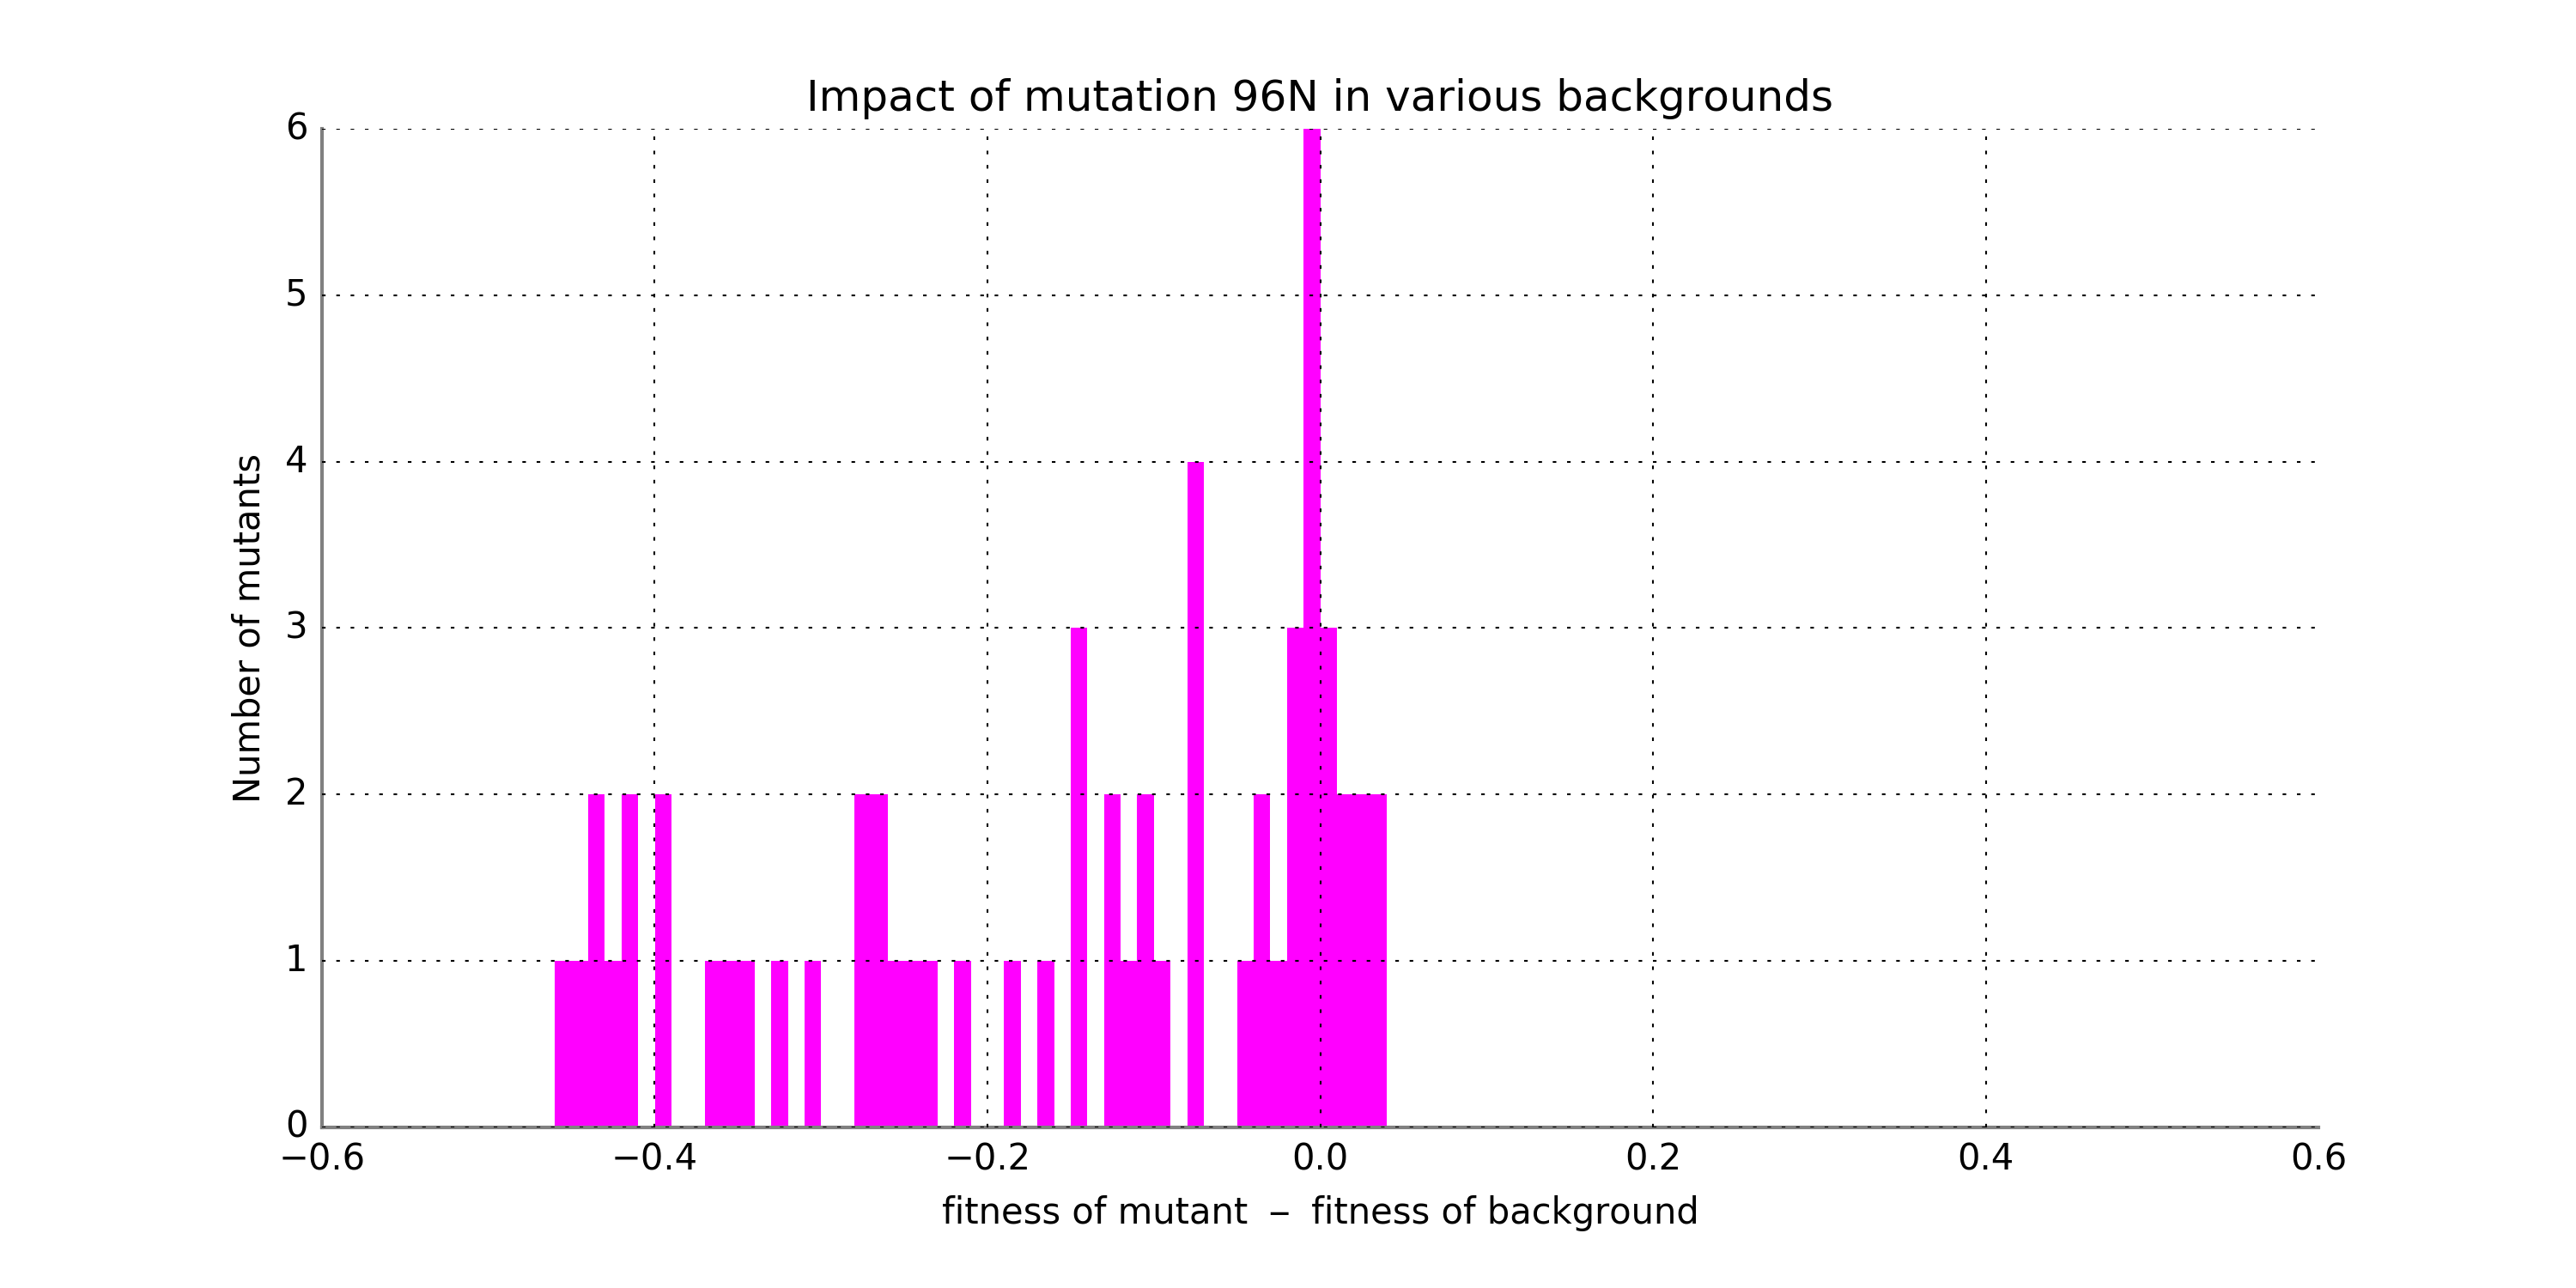 Impact of mutation 96N in various backgrounds
6
5
4
3
2
1
0
Number of mutants
−0.6 −0.4 −0.2 0.0 0.2 0.4 0.6
fitness of mutant − fitness of background